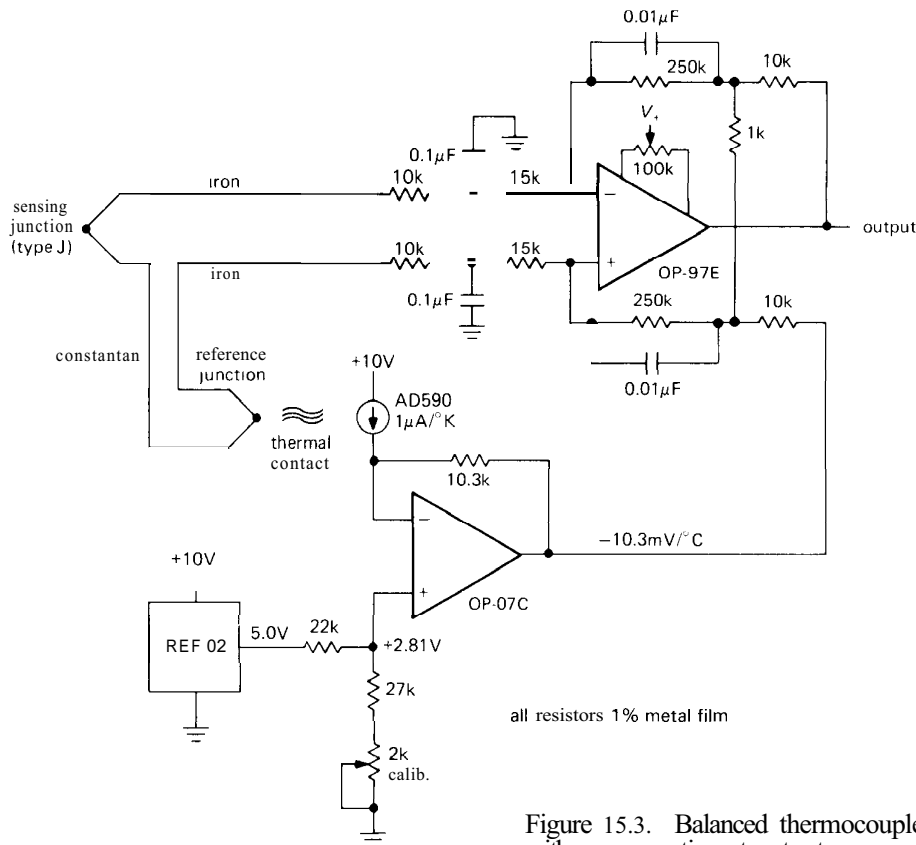 0.01μF
250k
10k
V+
1k
0.1μF
100k
iron
10k
15k
sensing
junction
(type J)
−
output
10k
15k
+
iron
OP-97E
0.1μF
250k
10k
constantan
reference
junction
+10V
0.01μF
AD590
1μA/°K
thermal
contact
10.3k
−
−10.3mV/°C
+10V
+
OP-07C
REF 02
5.0V
22k
+2.81V
27k
all resistors 1% metal film
2k
calib.
Figure 15.3. Balanced thermocouple